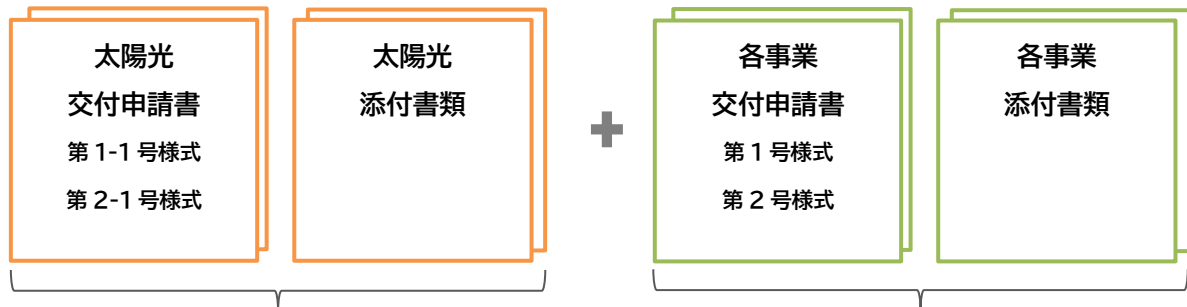 太陽光
交付申請書
第 1-1 号様式
第 2-1 号様式
太陽光
添付書類
各事業
交付申請書
第 1 号様式
第 2 号様式
各事業
添付書類